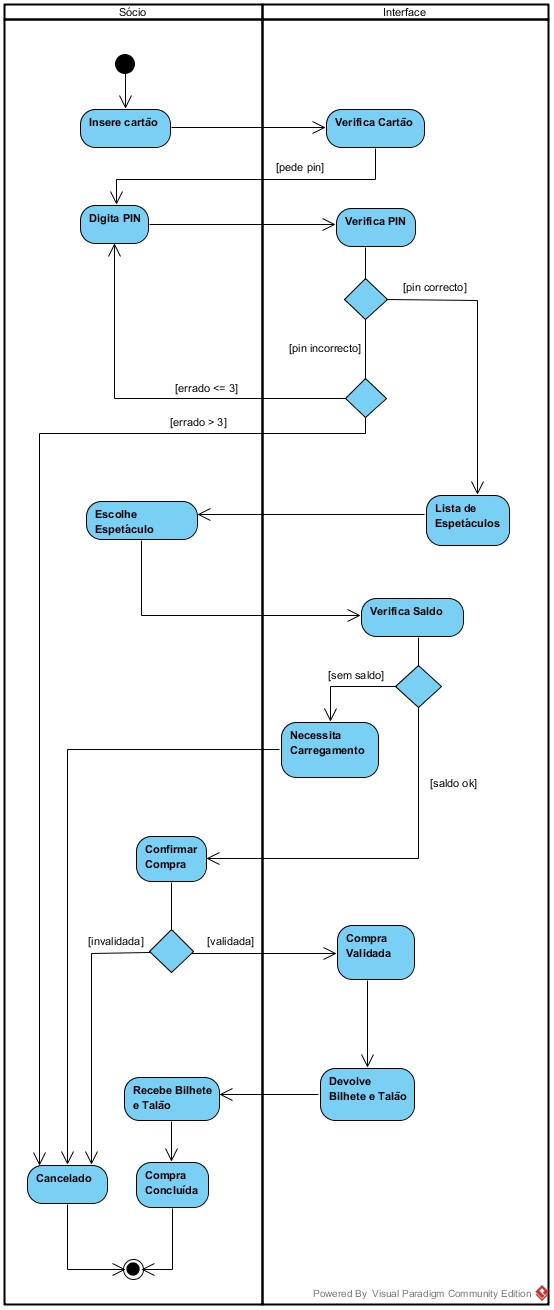 Sócio
Interface
Insere cartão
Verifica Cartão
[pede pin]
Digita PIN
Verifica PIN
[pin correcto]
[pin incorrecto]
[errado <= 3]
[errado > 3]
Escolhe
Espetáculo
Lista de
Espetáculos
Verifica Saldo
[sem saldo]
Necessita
Carregamento
[saldo ok]
Confirmar
Compra
[invalidada]
[validada]
Compra
Validada
Devolve
Bilhete e Talão
Recebe Bilhete
e Talão
Cancelado
Compra
Concluída
Powered By Visual Paradigm Community Edition